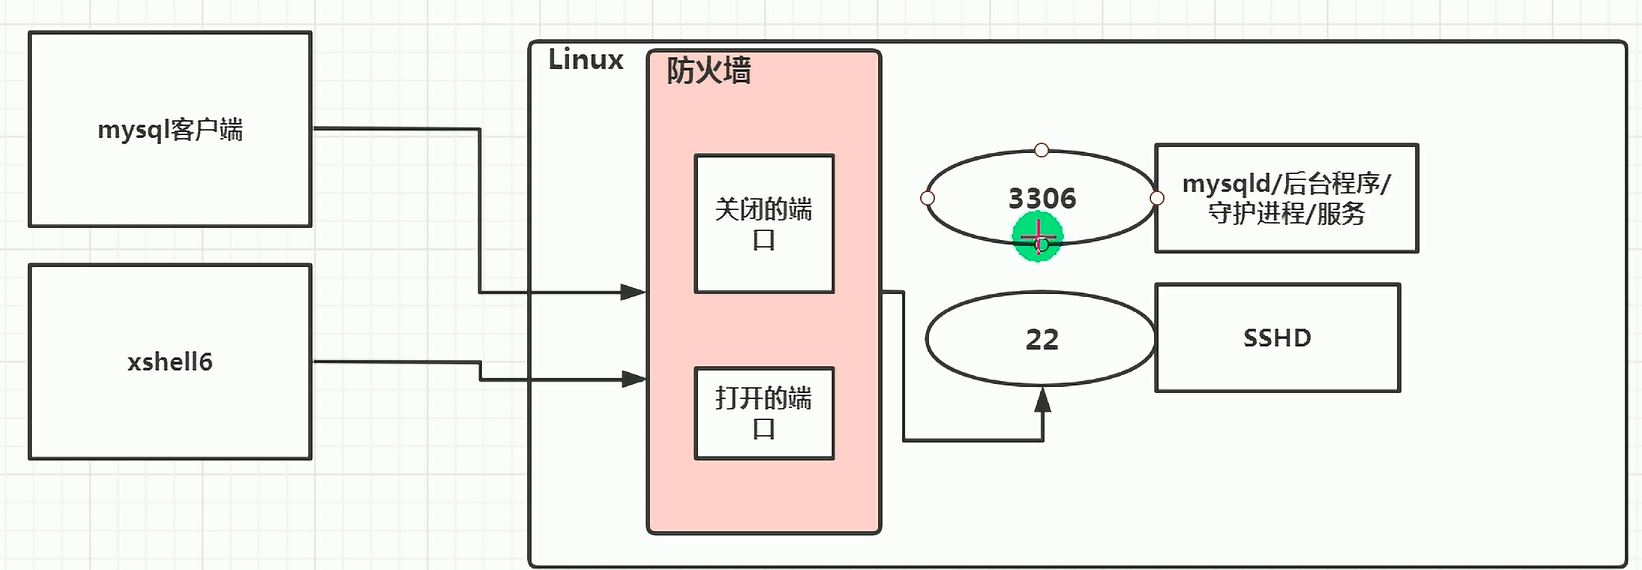 mysql客户端
xshell6
Linux
防火墙
关闭的端
口
打开的端
口
3306
mysqld/后台程序/
守护进程/服务
22
SSHD